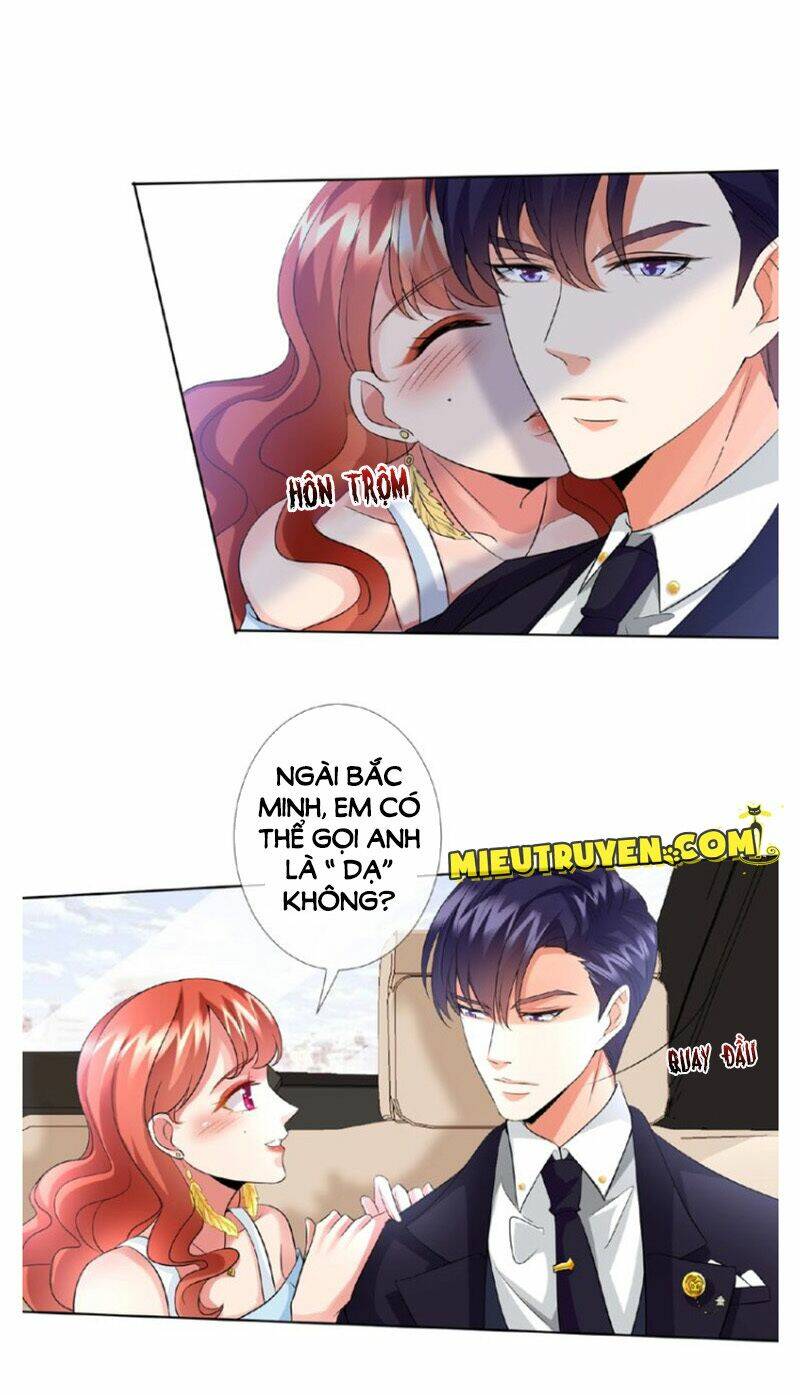 HÔN TRỘM
NGÀI BẮC
MINH, EM CÓ
THỂ GỌI ANH
LÀ “ DẠ”
KHÔNG?
MIEUTRUYEN.COM
QUAY ĐẦU